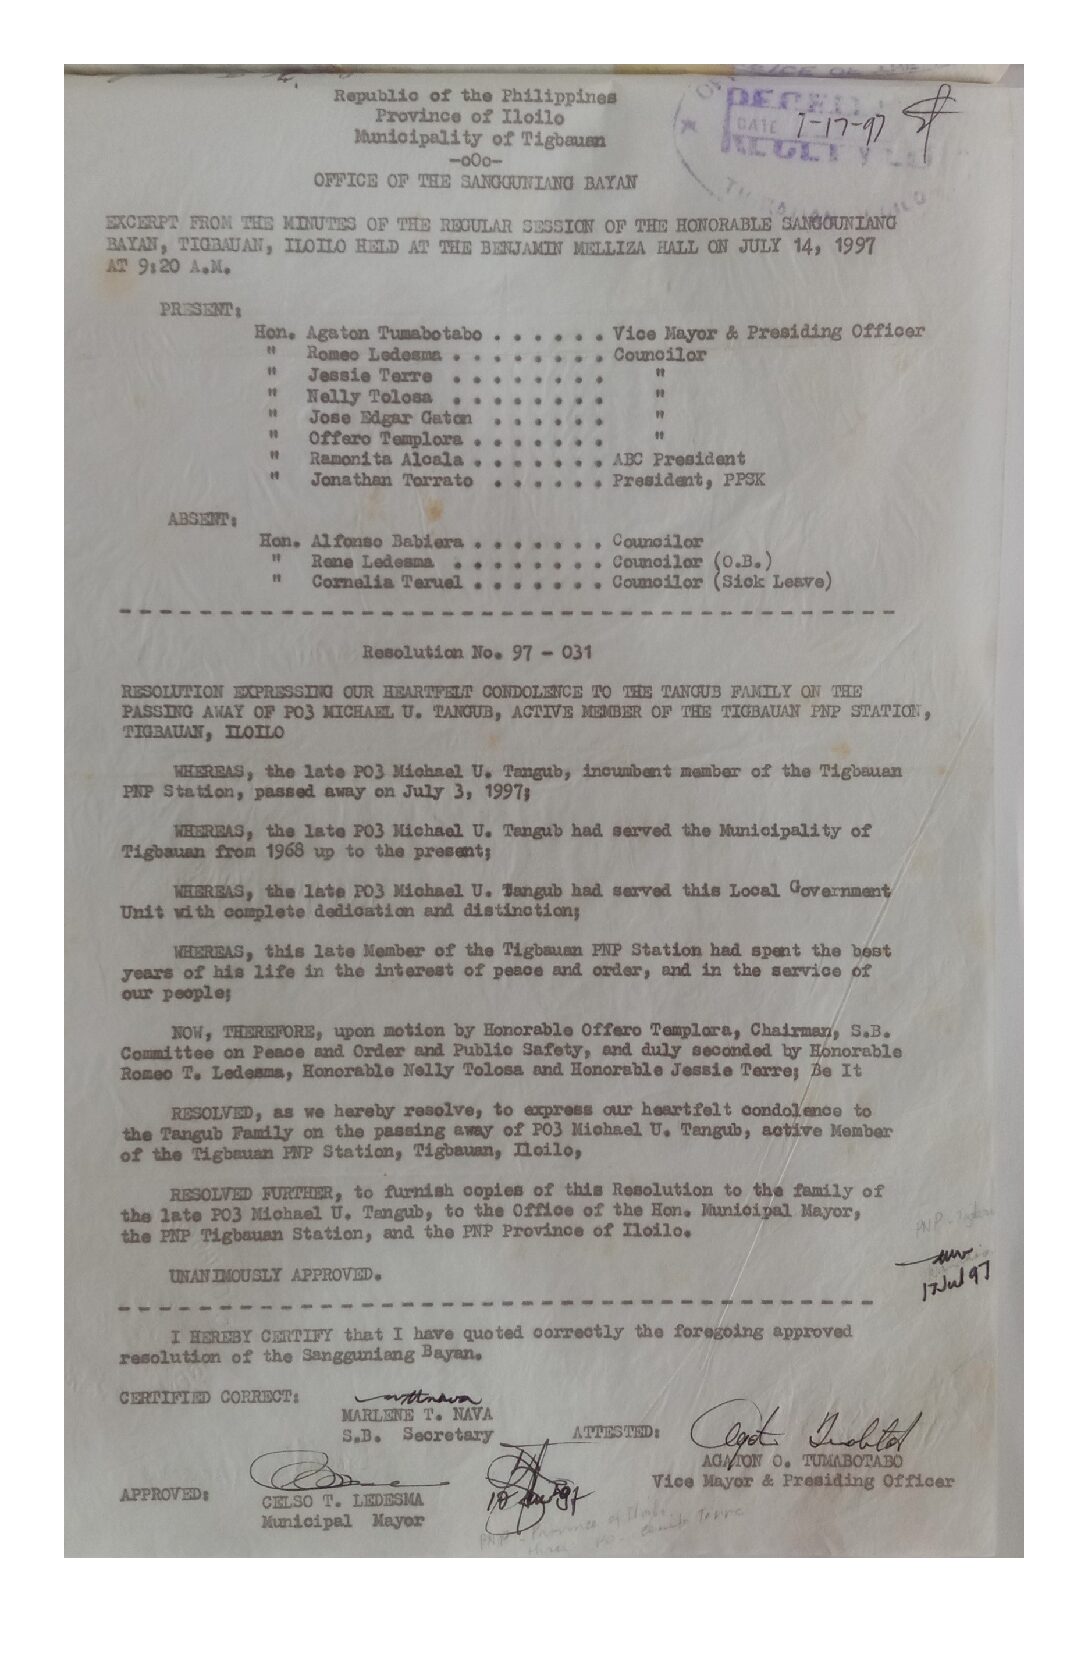 Republic of the Philippines
Province of Iloilo
Municipality of Tigbauan
-oOo-
OFFICE OF THE SANGGUNIANG BAYAN
DATE 7-17-97
EXCERPT FROM THE MINUTES OF THE REGULAR SESSION OF THE HONORABLE SANGGUNIANG
BAYAN, TIGBAUAN, ILOILO HELD AT THE BENJAMIN MELLIZA HALL ON JULY 14, 1997
AT 9:20 A.M.
PRESENT:
Hon. Agaton Tumabotabo . . . . . . Vice Mayor & Presiding Officer
" Romeo Ledesma . . . . . . . . Councilor
" Jessie Terre . . . . . . . . "
" Nelly Tolosa . . . . . . . . "
" Jose Edgar Gaton . . . . . . "
" Offero Templora . . . . . . . "
" Ramonita Alcala . . . . . . . ABC President
" Jonathan Torrato . . . . . . President, PPSK
ABSENT:
Hon. Alfonso Babiera . . . . . . . Councilor
" Rene Ledesma . . . . . . . . Councilor (O.B.)
" Cornelia Teruel . . . . . . . Councilor (Sick Leave)
Resolution No. 97 - 031
RESOLUTION EXPRESSING OUR HEARTFELT CONDOLENCE TO THE TANGUB FAMILY ON THE
PASSING AWAY OF PO3 MICHAEL U. TANGUB, ACTIVE MEMBER OF THE TIGBAUAN PNP STATION,
TIGBAUAN, ILOILO
WHEREAS, the late PO3 Michael U. Tangub, incumbent member of the Tigbauan
PNP Station, passed away on July 3, 1997;
WHEREAS, the late PO3 Michael U. Tangub had served the Municipality of
Tigbauan from 1968 up to the present;
WHEREAS, the late PO3 Michael U. Tangub had served this Local Government
Unit with complete dedication and distinction;
WHEREAS, this late Member of the Tigbauan PNP Station had spent the best
years of his life in the interest of peace and order, and in the service of
our people;
NOW, THEREFORE, upon motion by Honorable Offero Templora, Chairman, S.B.
Committee on Peace and Order and Public Safety, and duly seconded by Honorable
Romeo T. Ledesma, Honorable Nelly Tolosa and Honorable Jessie Terre; Be It
RESOLVED, as we hereby resolve, to express our heartfelt condolence to
the Tangub Family on the passing away of PO3 Michael U. Tangub, active Member
of the Tigbauan PNP Station, Tigbauan, Iloilo,
RESOLVED FURTHER, to furnish copies of this Resolution to the family of
the late PO3 Michael U. Tangub, to the Office of the Hon. Municipal Mayor,
the PNP Tigbauan Station, and the PNP Province of Iloilo.
UNANIMOUSLY APPROVED.
17 Jul 97
I HEREBY CERTIFY that I have quoted correctly the foregoing approved
resolution of the Sangguniang Bayan.
CERTIFIED CORRECT:
MARLENE T. NAVA
S.B. Secretary
ATTESTED:
AGATON O. TUMABOTABO
Vice Mayor & Presiding Officer
APPROVED:
CELSO T. LEDESMA
Municipal Mayor
PNP - Province of Iloilo